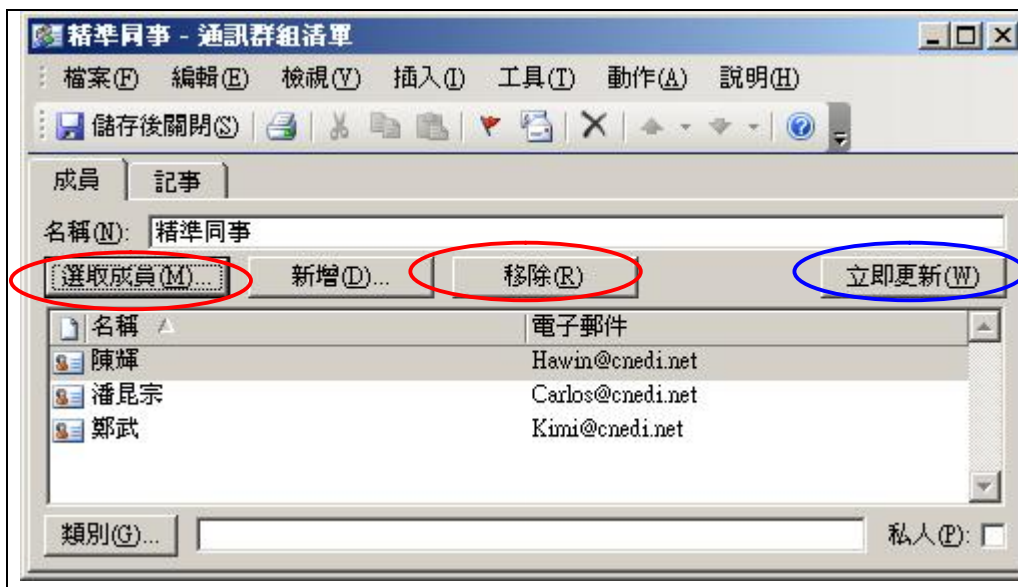 精準同事 - 通訊群組清單
檔案(F) 編輯(E) 檢視(V) 插入(I) 工具(T) 動作(A) 說明(H)
儲存後關閉(S)
成員 記事
名稱(N): 精準同事
選取成員(M)... 新增(D)... 移除(R) 立即更新(W)
名稱 電子郵件
陳輝 Hawin@cnedi.net
潘昆宗 Carlos@cnedi.net
鄭武 Kimi@cnedi.net
類別(G)... 私人(P):